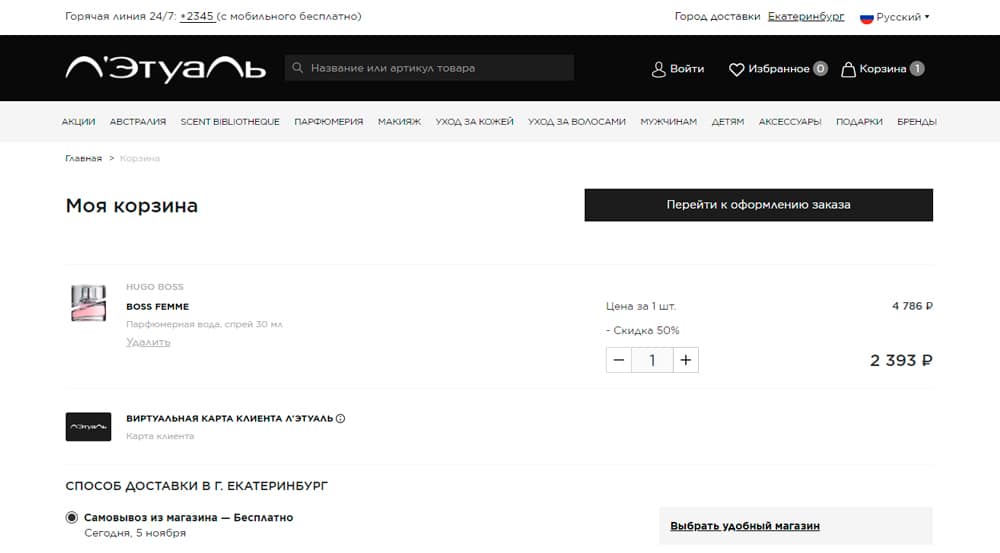 Горячая линия 24/7: *2345 (с мобильного бесплатно)
Город доставки Екатеринбург Русский
Л'Этуаль
Название или артикул товара
Войти Избранное 0 Корзина 1
АКЦИИ АВСТРАЛИЯ SCENT BIBLIOTHEQUE ПАРФЮМЕРИЯ МАКИЯЖ УХОД ЗА КОЖЕЙ УХОД ЗА ВОЛОСАМИ МУЖЧИНАМ ДЕТЯМ АКСЕССУАРЫ ПОДАРКИ БРЕНДЫ
Главная > Корзина
Моя корзина
Перейти к оформлению заказа
HUGO BOSS
BOSS FEMME
Парфюмерная вода, спрей 30 мл
Удалить
Цена за 1 шт. 4 786 ₽
- Скидка 50%
− 1 + 2 393 ₽
Л'Этуаль
ВИРТУАЛЬНАЯ КАРТА КЛИЕНТА Л'ЭТУАЛЬ
Карта клиента
СПОСОБ ДОСТАВКИ В Г. ЕКАТЕРИНБУРГ
Самовывоз из магазина — Бесплатно
Сегодня, 5 ноября
Выбрать удобный магазин